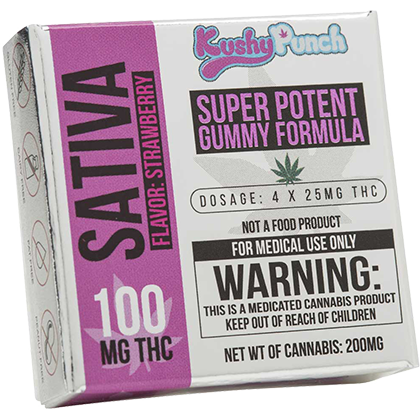 KushyPunch
SATIVA
FLAVOR: STRAWBERRY
100
MG THC
SUPER POTENT
GUMMY FORMULA
DOSAGE: 4 X 25MG THC
NOT A FOOD PRODUCT
FOR MEDICAL USE ONLY
WARNING:
THIS IS A MEDICATED CANNABIS PRODUCT
KEEP OUT OF REACH OF CHILDREN
NET WT OF CANNABIS: 200MG